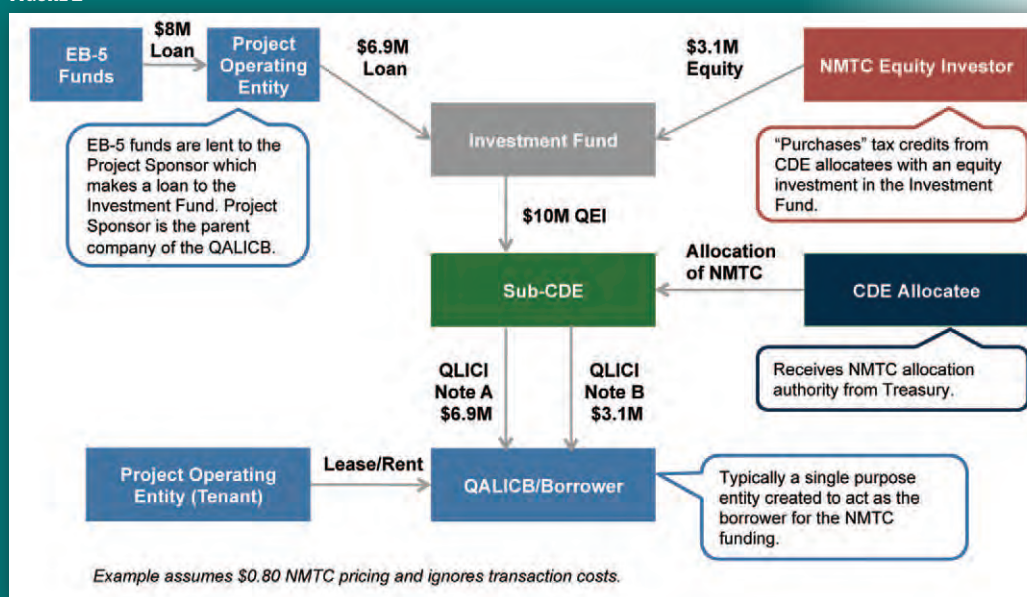 $8M
Loan
EB-5
Funds
Project
Operating
Entity
$6.9M
Loan
$3.1M
Equity
NMTC Equity Investor
EB-5 funds are lent to the
Project Sponsor which
makes a loan to the
Investment Fund. Project
Sponsor is the parent
company of the QALICB.
Investment Fund
"Purchases" tax credits from
CDE allocatees with an equity
investment in the Investment
Fund.
$10M QEI
Sub-CDE
Allocation
of NMTC
CDE Allocatee
Receives NMTC allocation
authority from Treasury.
QLICI
Note A
$6.9M
QLICI
Note B
$3.1M
Project Operating
Entity (Tenant)
Lease/Rent
QALICB/Borrower
Typically a single purpose
entity created to act as the
borrower for the NMTC
funding.
Example assumes $0.80 NMTC pricing and ignores transaction costs.